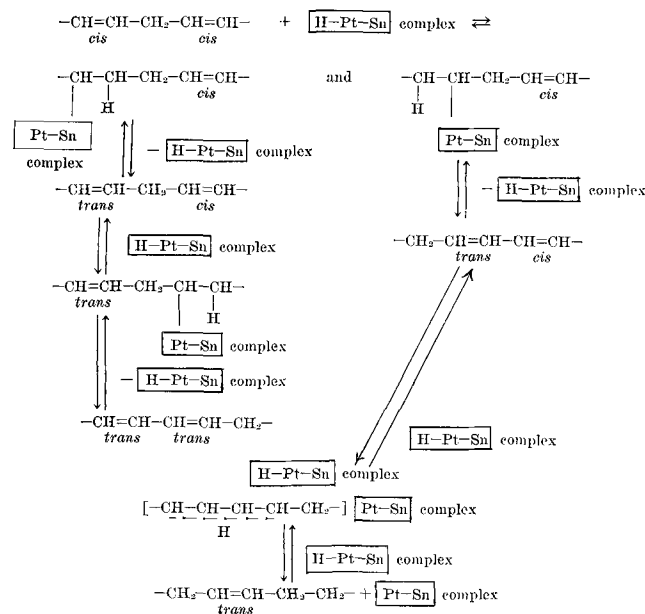 —CH=CH—CH₂—CH=CH— + H—Pt—Sn complex ⇌
cis cis
—CH—CH—CH₂—CH=CH— and —CH—CH—CH₂—CH=CH—
H cis H cis
Pt—Sn complex
Pt—Sn complex
− H—Pt—Sn complex
− H—Pt—Sn complex
—CH=CH—CH₂—CH=CH—
trans cis
—CH₂—CH=CH—CH=CH—
trans cis
H—Pt—Sn complex
—CH=CH—CH₂—CH—CH—
trans H
Pt—Sn complex
− H—Pt—Sn complex
—CH=CH—CH=CH—CH₂—
trans trans
H—Pt—Sn complex
H—Pt—Sn complex
[—CH—CH—CH—CH—CH₂—] Pt—Sn complex
H
H—Pt—Sn complex
—CH₂—CH=CH—CH₂—CH₂— + Pt—Sn complex
trans